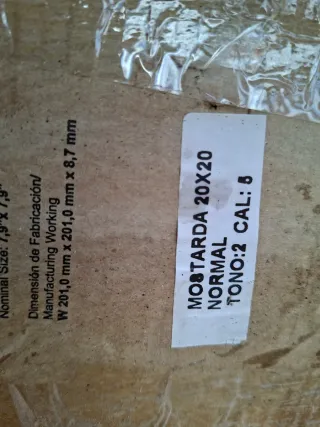 Nominal Size: 7,9"x 7,9"
Dimensión de Fabricación/
Manufacturing Working
W 201,0 mm x 201,0 mm x 8,7 mm
MOSTARDA 20X20
NORMAL
TONO:2 CAL: 5